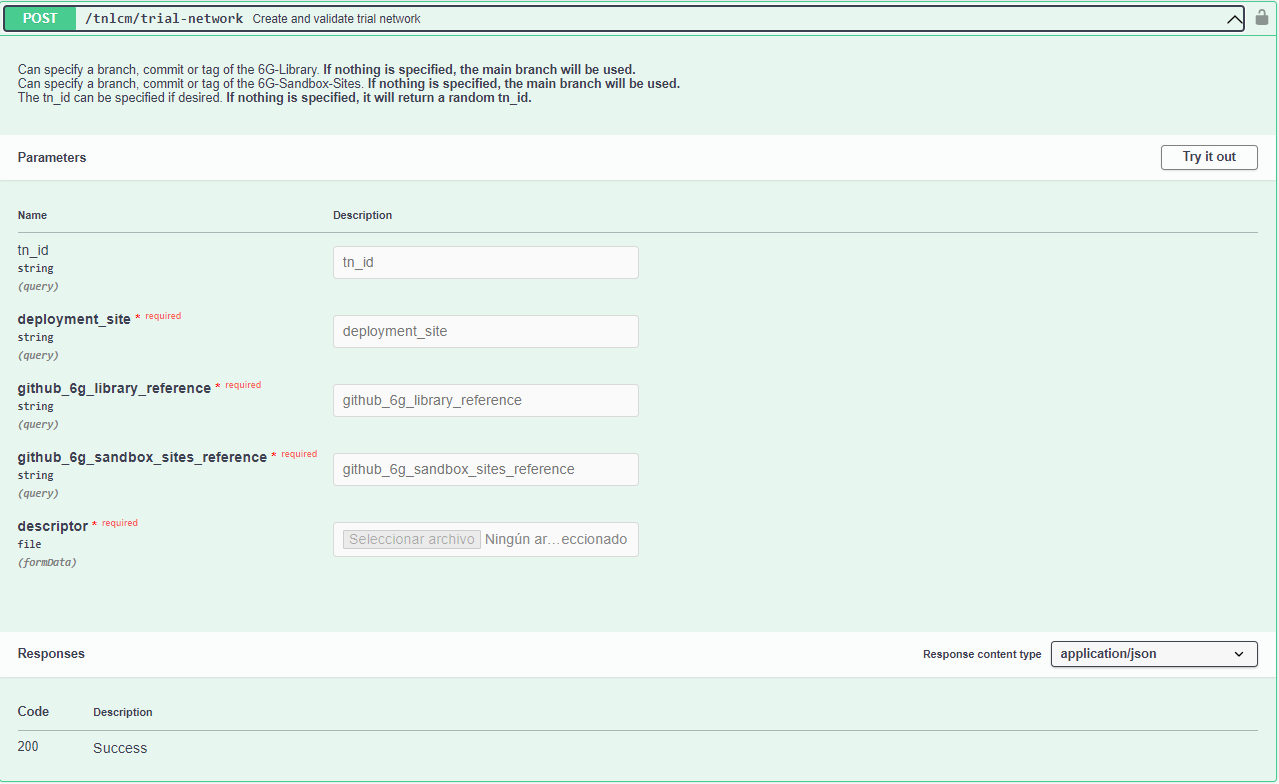 POST /tnlcm/trial-network Create and validate trial network
Can specify a branch, commit or tag of the 6G-Library. If nothing is specified, the main branch will be used.
Can specify a branch, commit or tag of the 6G-Sandbox-Sites. If nothing is specified, the main branch will be used.
The tn_id can be specified if desired. If nothing is specified, it will return a random tn_id.
Parameters Try it out
Name Description
tn_id
string
(query)
tn_id
deployment_site * required
string
(query)
deployment_site
github_6g_library_reference * required
string
(query)
github_6g_library_reference
github_6g_sandbox_sites_reference * required
string
(query)
github_6g_sandbox_sites_reference
descriptor * required
file
(formData)
Seleccionar archivo Ningún ar...eccionado
Responses Response content type application/json
Code Description
200 Success